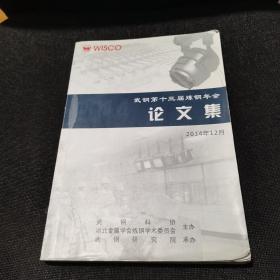 WISCO
武钢第十三届炼钢年会
论文集
2014年12月
武钢科协
湖北省金属学会炼钢学术委员会 主办
武钢研究院 承办